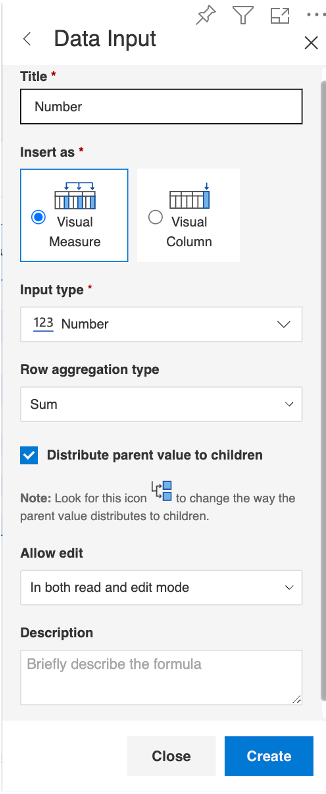 Data Input
Title *
Number
Insert as *
Visual
Measure
Visual
Column
Input type *
123 Number
Row aggregation type
Sum
Distribute parent value to children
Note: Look for this icon to change the way the
parent value distributes to children.
Allow edit
In both read and edit mode
Description
Briefly describe the formula
Close
Create